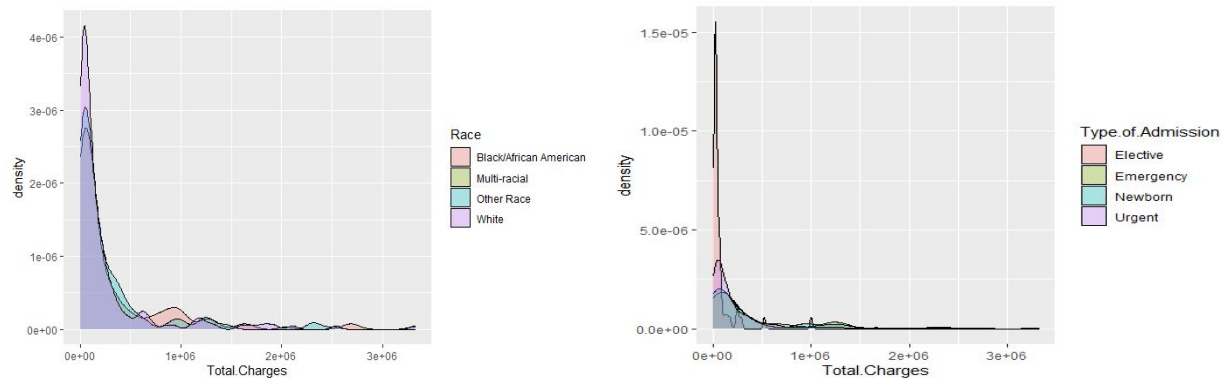 4e-06
3e-06
2e-06
1e-06
0e+00
density
0e+00 1e+06 2e+06 3e+06
Total.Charges
Race
Black/African American
Multi-racial
Other Race
White
1.5e-05
1.0e-05
5.0e-06
0.0e+00
density
0e+00 1e+06 2e+06 3e+06
Total.Charges
Type.of.Admission
Elective
Emergency
Newborn
Urgent